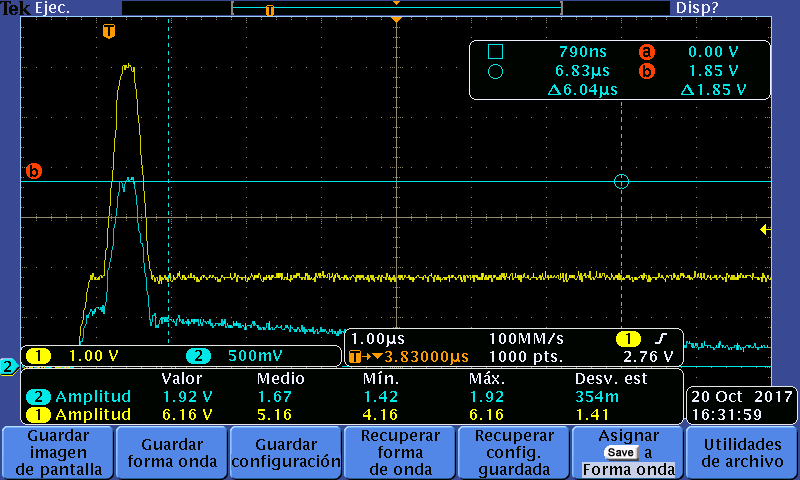 Tek Ejec. Disp?
T
T
790ns a 0.00 V
6.83µs b 1.85 V
Δ6.04µs Δ1.85 V
b
2
1 1.00 V 2 500mV
1.00µs 100MM/s 1
T→▼3.83000µs 1000 pts. 2.76 V
Valor Medio Mín. Máx. Desv. est
2 Amplitud 1.92 V 1.67 1.42 1.92 354m
1 Amplitud 6.16 V 5.16 4.16 6.16 1.41
20 Oct 2017
16:31:59
Guardar
imagen
de pantalla
Guardar
forma onda
Guardar
configuración
Recuperar
forma
de onda
Recuperar
config.
guardada
Asignar
Save a
Forma onda
Utilidades
de archivo